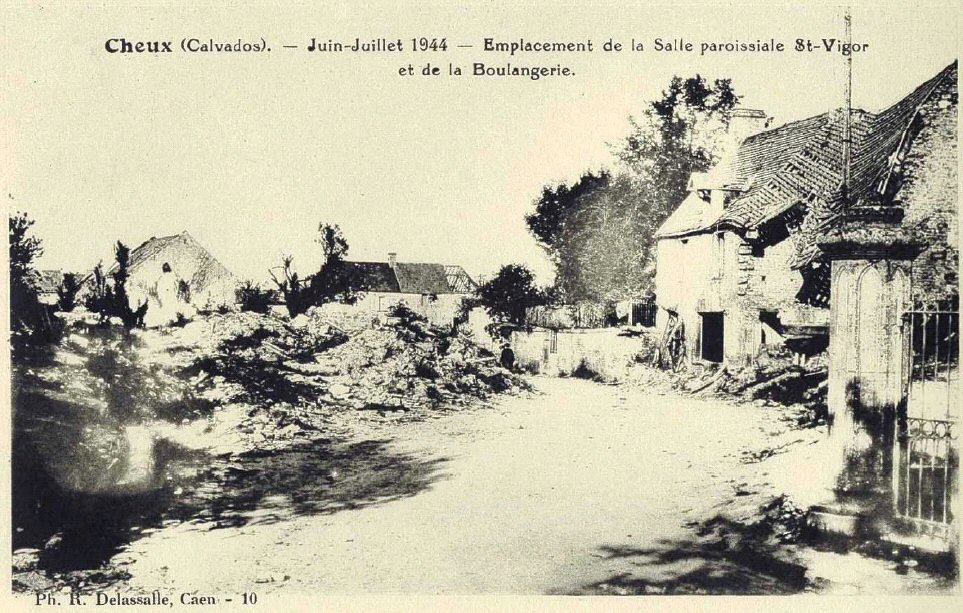 Cheux (Calvados). — Juin-Juillet 1944 — Emplacement de la Salle paroissiale St-Vigor
et de la Boulangerie.
Ph. R. Delassalle, Caen - 10